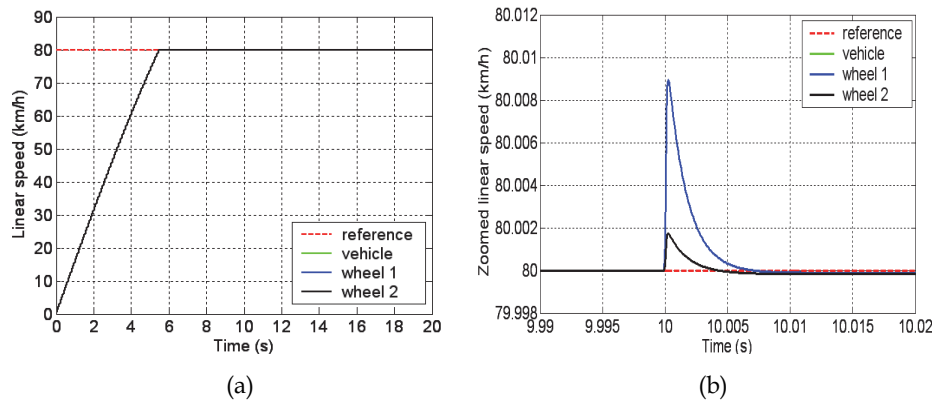 90
80
70
60
50
40
30
20
10
0
Linear speed (km/h)
0 2 4 6 8 10 12 14 16 18 20
Time (s)
reference
vehicle
wheel 1
wheel 2
(a)
80.012
80.01
80.008
80.006
80.004
80.002
80
79.998
Zoomed linear speed (km/h)
9.99 9.995 10 10.005 10.01 10.015 10.02
Time (s)
reference
vehicle
wheel 1
wheel 2
(b)